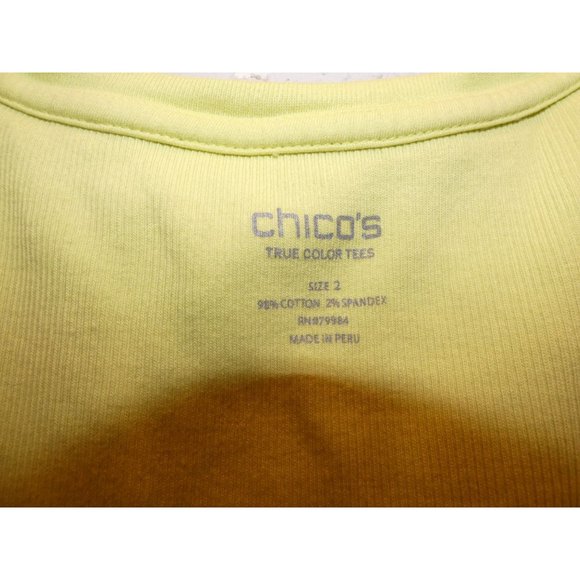 chico's
TRUE COLOR TEES
SIZE 2
98% COTTON 2% SPANDEX
RN#79984
MADE IN PERU